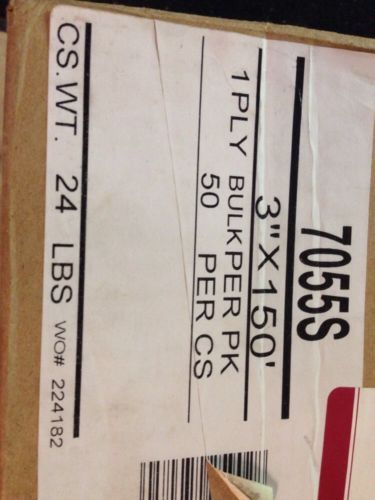 7055S
3"X150'
1PLY BULKPER PK
50 PER CS
CS.WT. 24 LBS WO# 224182